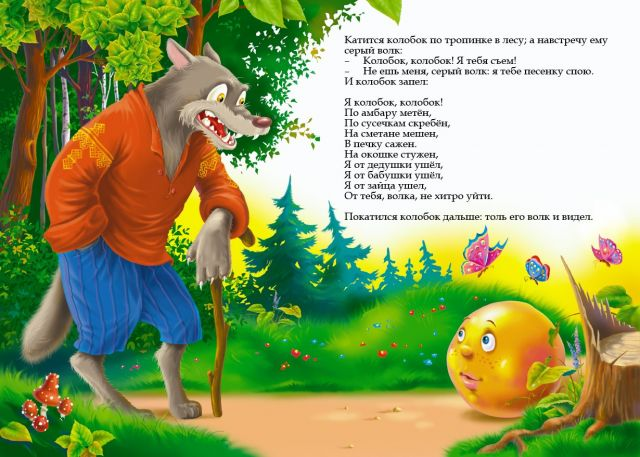 Катится колобок по тропинке в лесу; а навстречу ему
серый волк:
– Колобок, колобок! Я тебя съем!
– Не ешь меня, серый волк: я тебе песенку спою.
И колобок запел:
Я колобок, колобок!
По амбару метён,
По сусечкам скребён,
На сметане мешен,
В печку сажен.
На окошке стужен,
Я от дедушки ушёл,
Я от бабушки ушёл,
Я от зайца ушел,
От тебя, волка, не хитро уйти.
Покатился колобок дальше: толь его волк и видел.